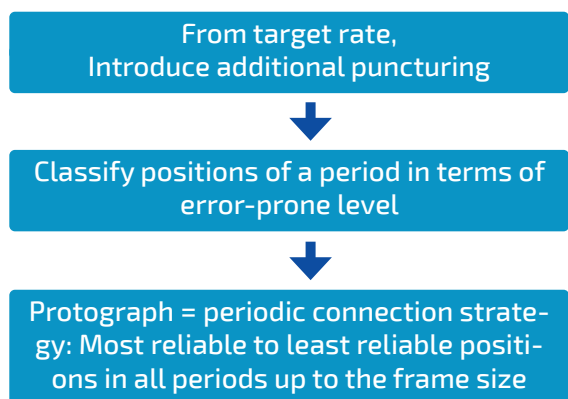 From target rate,
Introduce additional puncturing
Classify positions of a period in terms of
error-prone level
Protograph = periodic connection strate-
gy: Most reliable to least reliable positi-
ons in all periods up to the frame size